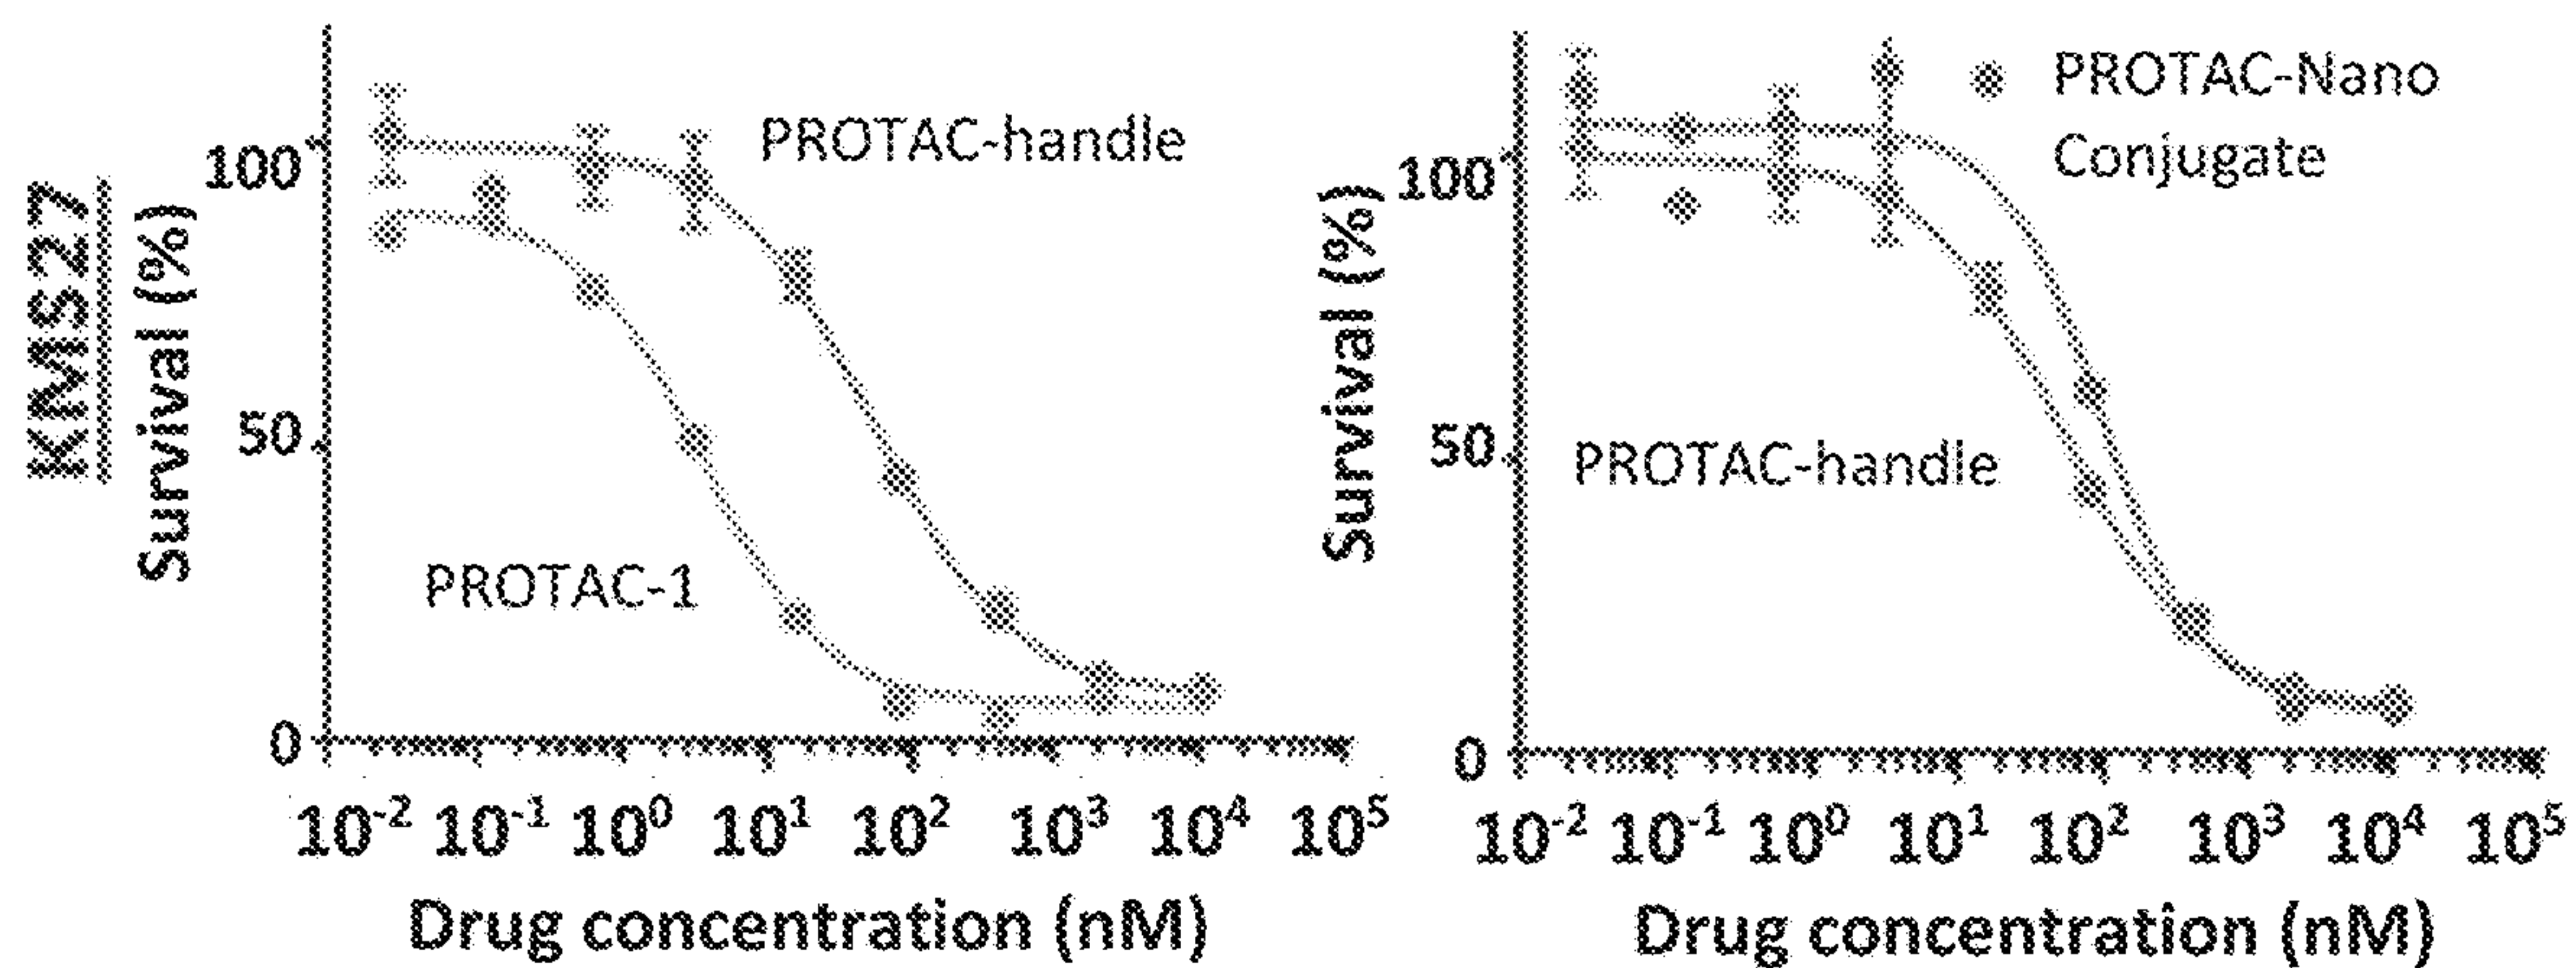 KMS27
Survival (%)
100
50
0
PROTAC-handle
PROTAC-1
10⁻² 10⁻¹ 10⁰ 10¹ 10² 10³ 10⁴ 10⁵
Drug concentration (nM)
Survival (%)
100
50
0
PROTAC-Nano
Conjugate
PROTAC-handle
10⁻² 10⁻¹ 10⁰ 10¹ 10² 10³ 10⁴ 10⁵
Drug concentration (nM)